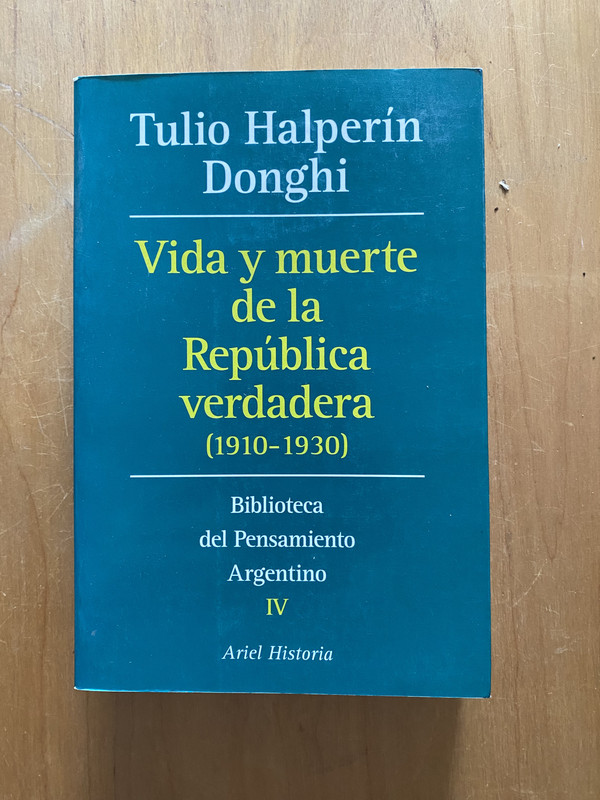 Tulio Halperín
Donghi
Vida y muerte
de la
República
verdadera
(1910-1930)
Biblioteca
del Pensamiento
Argentino
IV
Ariel Historia